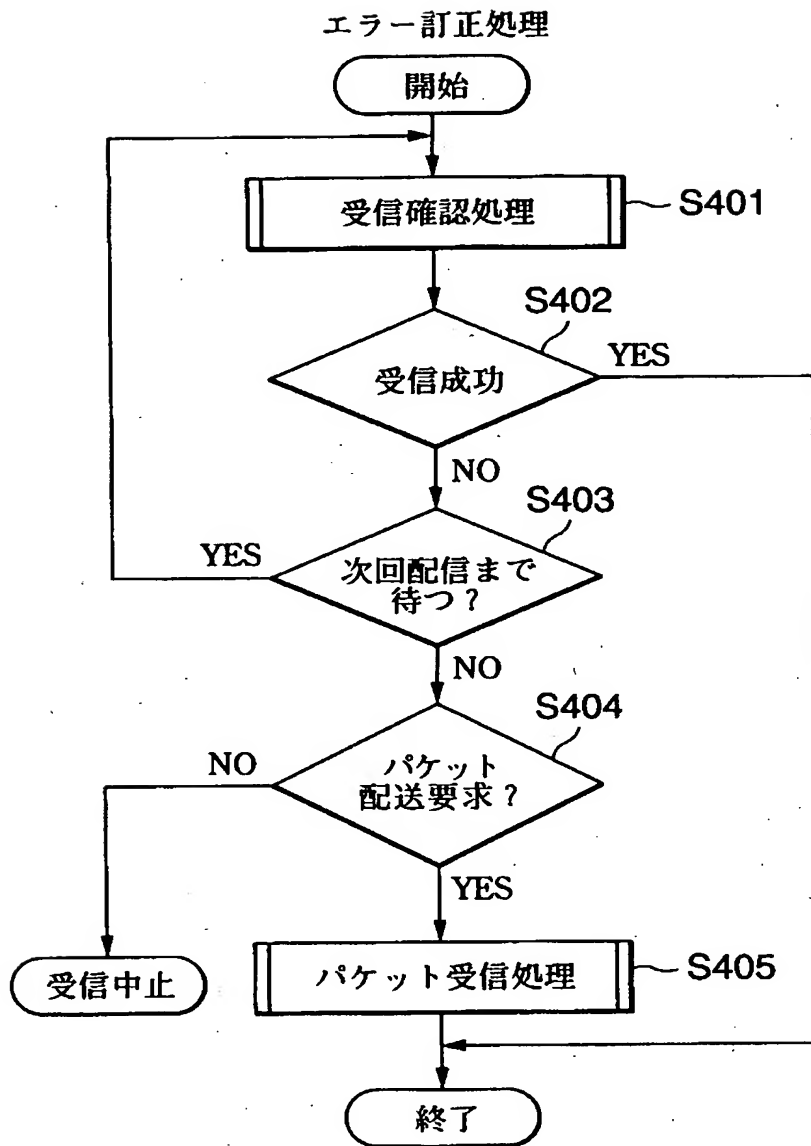 エラー訂正処理
開始
受信確認処理
S401
S402
受信成功
YES
NO
S403
次回配信まで
待つ?
YES
NO
S404
パケット
配送要求?
NO
YES
受信中止
パケット受信処理
S405
終了